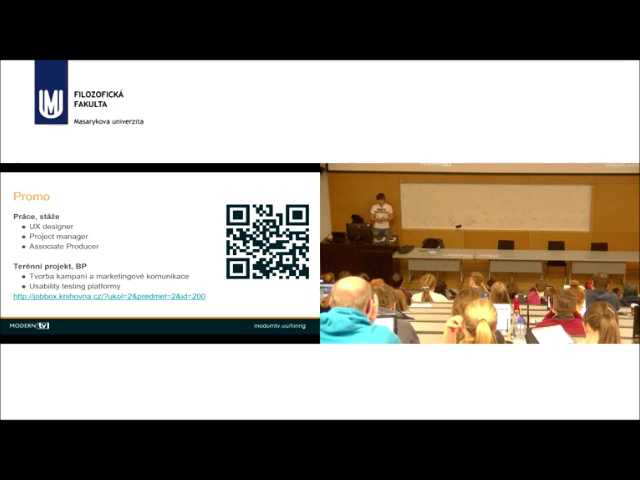 FILOZOFICKÁ
FAKULTA
Masarykova univerzita
Promo
Práce, stáže
● UX designer
● Project manager
● Associate Producer
Terénní projekt, BP
● Tvorba kampaní a marketingové komunikace
● Usability testing platformy
http://jobbox.knihovna.cz/?ukol=2&predmet=2&id=200
MODERN tv
moderntv.eu/hiring